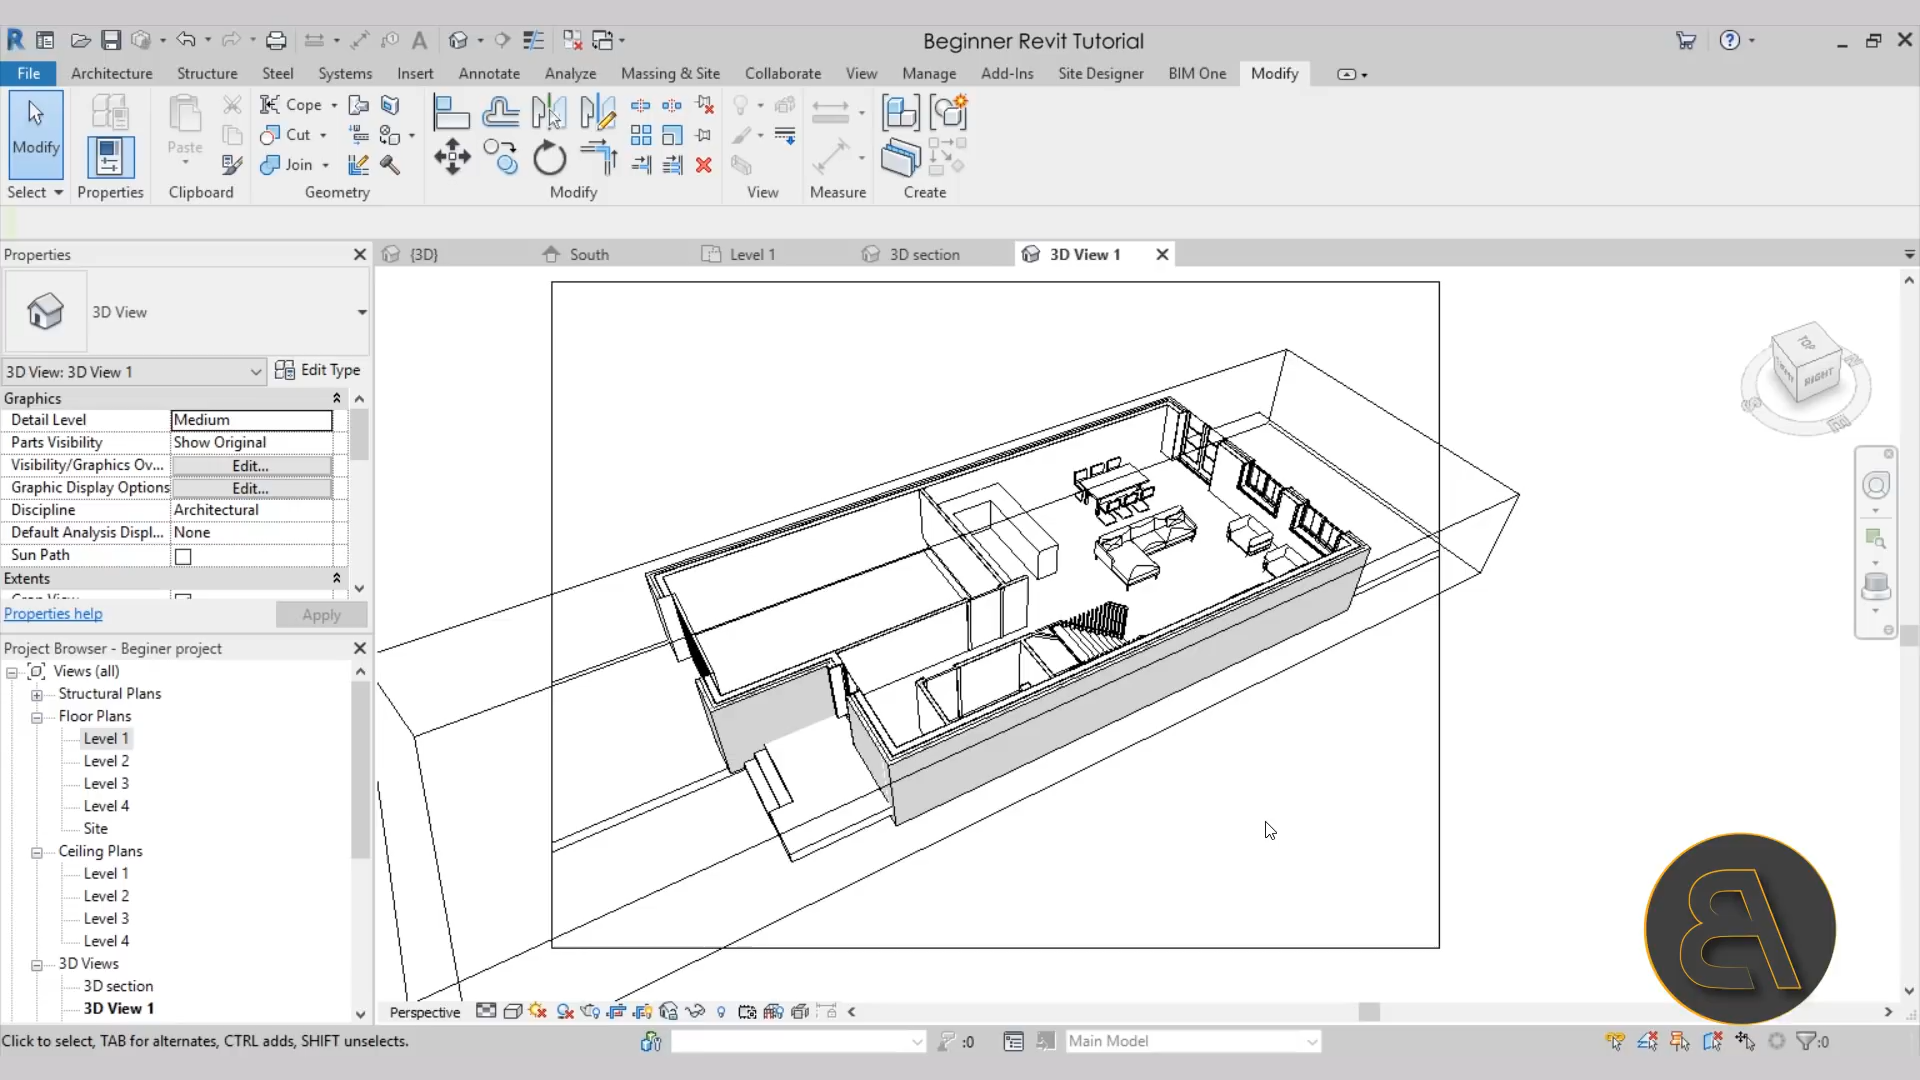 Beginner Revit Tutorial
File Architecture Structure Steel Systems Insert Annotate Analyze Massing & Site Collaborate View Manage Add-Ins Site Designer BIM One Modify
Cope
Cut
Modify Paste
Join
Select Properties Clipboard Geometry Modify View Measure Create
Properties
{3D} South Level 1 3D section 3D View 1
3D View
3D View: 3D View 1 Edit Type
Graphics
Detail Level Medium
Parts Visibility Show Original
Visibility/Graphics Ov... Edit...
Graphic Display Options Edit...
Discipline Architectural
Default Analysis Displ... None
Sun Path
Extents
Properties help Apply
Project Browser - Beginer project
Views (all)
Structural Plans
Floor Plans
Level 1
Level 2
Level 3
Level 4
Site
Ceiling Plans
Level 1
Level 2
Level 3
Level 4
3D Views
3D section
3D View 1
TOP
RIGHT
Perspective
Click to select, TAB for alternates, CTRL adds, SHIFT unselects. :0 Main Model :0